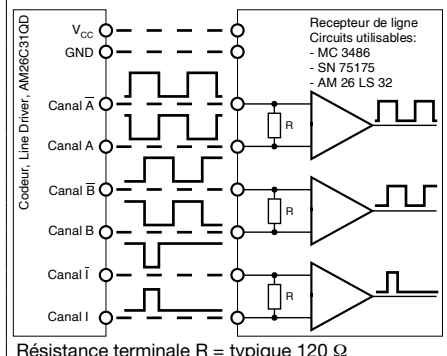 Codeur, Line Driver, AM26C31QD
V_CC
GND
Canal A̅
Canal A
Canal B̅
Canal B
Canal I̅
Canal I
Recepteur de ligne
Circuits utilisables:
- MC 3486
- SN 75175
- AM 26 LS 32
R
R
R
Résistance terminale R = typique 120 Ω